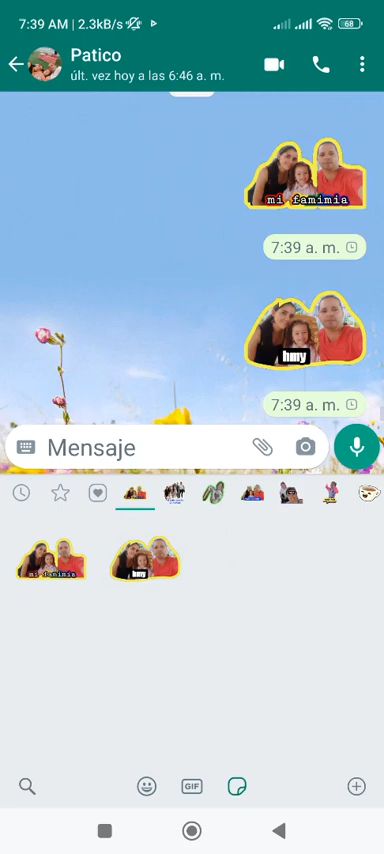 7:39 AM | 2.3kB/s
68
Patico
últ. vez hoy a las 6:46 a. m.
mi famimia
7:39 a. m.
hmy
7:39 a. m.
Mensaje
mi famimia
hmy
GIF